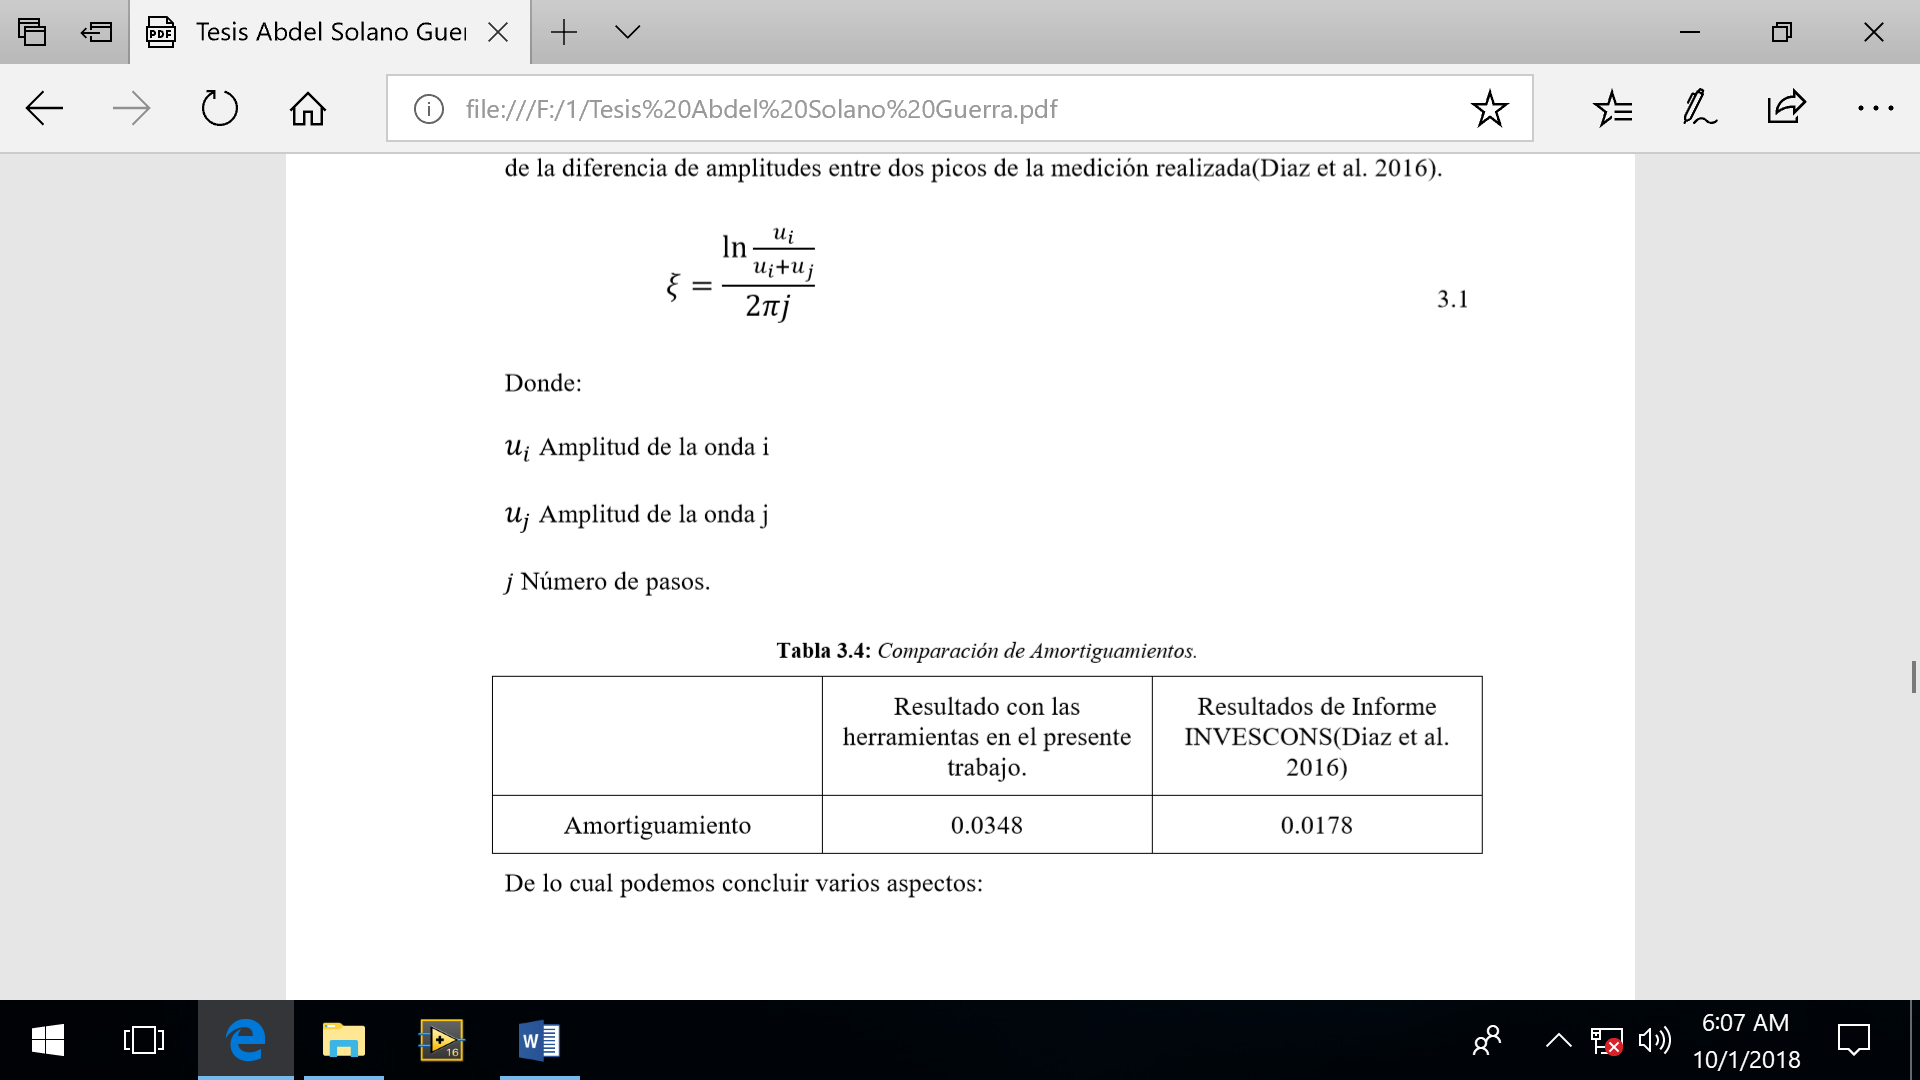 Tesis Abdel Solano Guer
file:///F:/1/Tesis%20Abdel%20Solano%20Guerra.pdf
de la diferencia de amplitudes entre dos picos de la medición realizada(Diaz et al. 2016).
ξ = ln u_i / u_i+u_j / 2πj
3.1
Donde:
u_i Amplitud de la onda i
u_j Amplitud de la onda j
j Número de pasos.
Tabla 3.4: Comparación de Amortiguamientos.
Resultado con las
herramientas en el presente
trabajo.
Resultados de Informe
INVESCONS(Diaz et al.
2016)
Amortiguamiento
0.0348
0.0178
De lo cual podemos concluir varios aspectos:
6:07 AM
10/1/2018
PDF
16
W